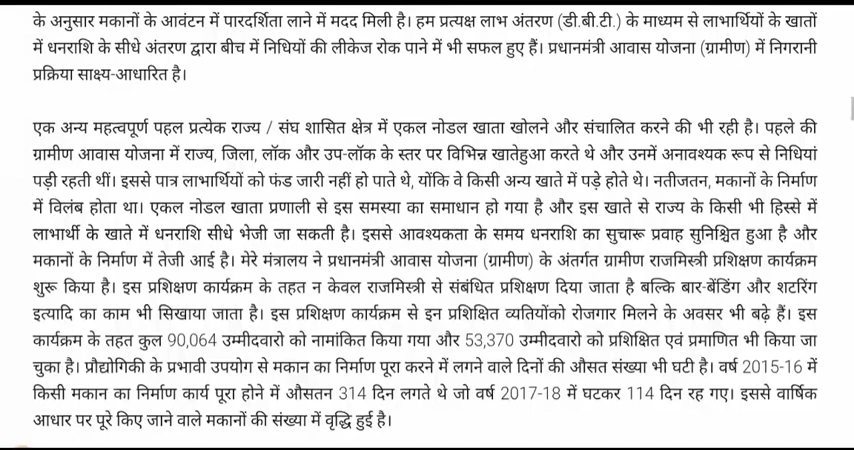 के अनुसार मकानों के आवंटन में पारदर्शिता लाने में मदद मिली है। हम प्रत्यक्ष लाभ अंतरण (डी.बी.टी.) के माध्यम से लाभार्थियों के खातों
में धनराशि के सीधे अंतरण द्वारा बीच में निधियों की लीकेज रोक पाने में भी सफल हुए हैं। प्रधानमंत्री आवास योजना (ग्रामीण) में निगरानी
प्रक्रिया साक्ष्य-आधारित है।
एक अन्य महत्वपूर्ण पहल प्रत्येक राज्य / संघ शासित क्षेत्र में एकल नोडल खाता खोलने और संचालित करने की भी रही है। पहले की
ग्रामीण आवास योजना में राज्य, जिला, लॉक और उप-लॉक के स्तर पर विभिन्न खातेहुआ करते थे और उनमें अनावश्यक रूप से निधियां
पड़ी रहती थीं। इससे पात्र लाभार्थियों को फंड जारी नहीं हो पाते थे, योंकि वे किसी अन्य खाते में पड़े होते थे। नतीजतन, मकानों के निर्माण
में विलंब होता था। एकल नोडल खाता प्रणाली से इस समस्या का समाधान हो गया है और इस खाते से राज्य के किसी भी हिस्से में
लाभार्थी के खाते में धनराशि सीधे भेजी जा सकती है। इससे आवश्यकता के समय धनराशि का सुचारू प्रवाह सुनिश्चित हुआ है और
मकानों के निर्माण में तेजी आई है। मेरे मंत्रालय ने प्रधानमंत्री आवास योजना (ग्रामीण) के अंतर्गत ग्रामीण राजमिस्त्री प्रशिक्षण कार्यक्रम
शुरू किया है। इस प्रशिक्षण कार्यक्रम के तहत न केवल राजमिस्त्री से संबंधित प्रशिक्षण दिया जाता है बल्कि बार-बेंडिंग और शटरिंग
इत्यादि का काम भी सिखाया जाता है। इस प्रशिक्षण कार्यक्रम से इन प्रशिक्षित व्यतियोंको रोजगार मिलने के अवसर भी बढ़े हैं। इस
कार्यक्रम के तहत कुल 90,064 उम्मीदवारो को नामांकित किया गया और 53,370 उम्मीदवारो को प्रशिक्षित एवं प्रमाणित भी किया जा
चुका है। प्रौद्योगिकी के प्रभावी उपयोग से मकान का निर्माण पूरा करने में लगने वाले दिनों की औसत संख्या भी घटी है। वर्ष 2015-16 में
किसी मकान का निर्माण कार्य पूरा होने में औसतन 314 दिन लगते थे जो वर्ष 2017-18 में घटकर 114 दिन रह गए। इससे वार्षिक
आधार पर पूरे किए जाने वाले मकानों की संख्या में वृद्धि हुई है।